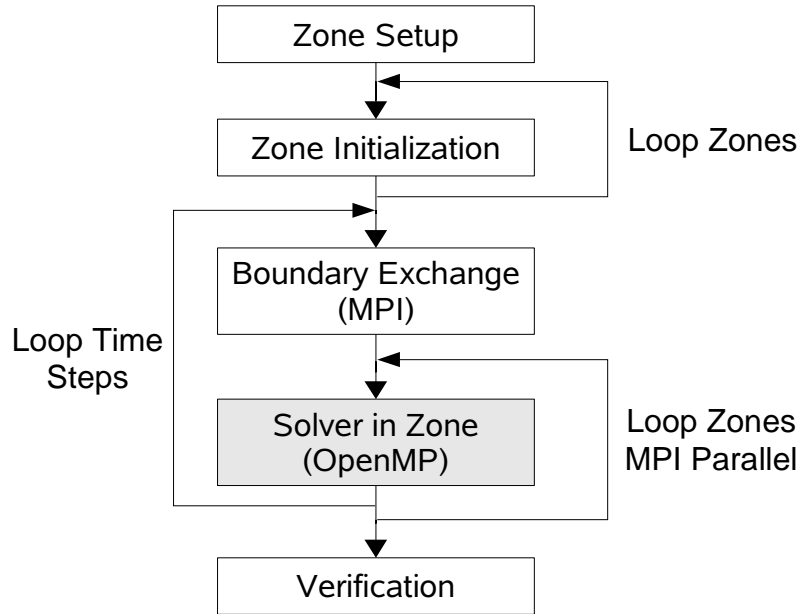 Zone Setup
Zone Initialization
Loop Zones
Boundary Exchange
(MPI)
Loop Time
Steps
Solver in Zone
(OpenMP)
Loop Zones
MPI Parallel
Verification